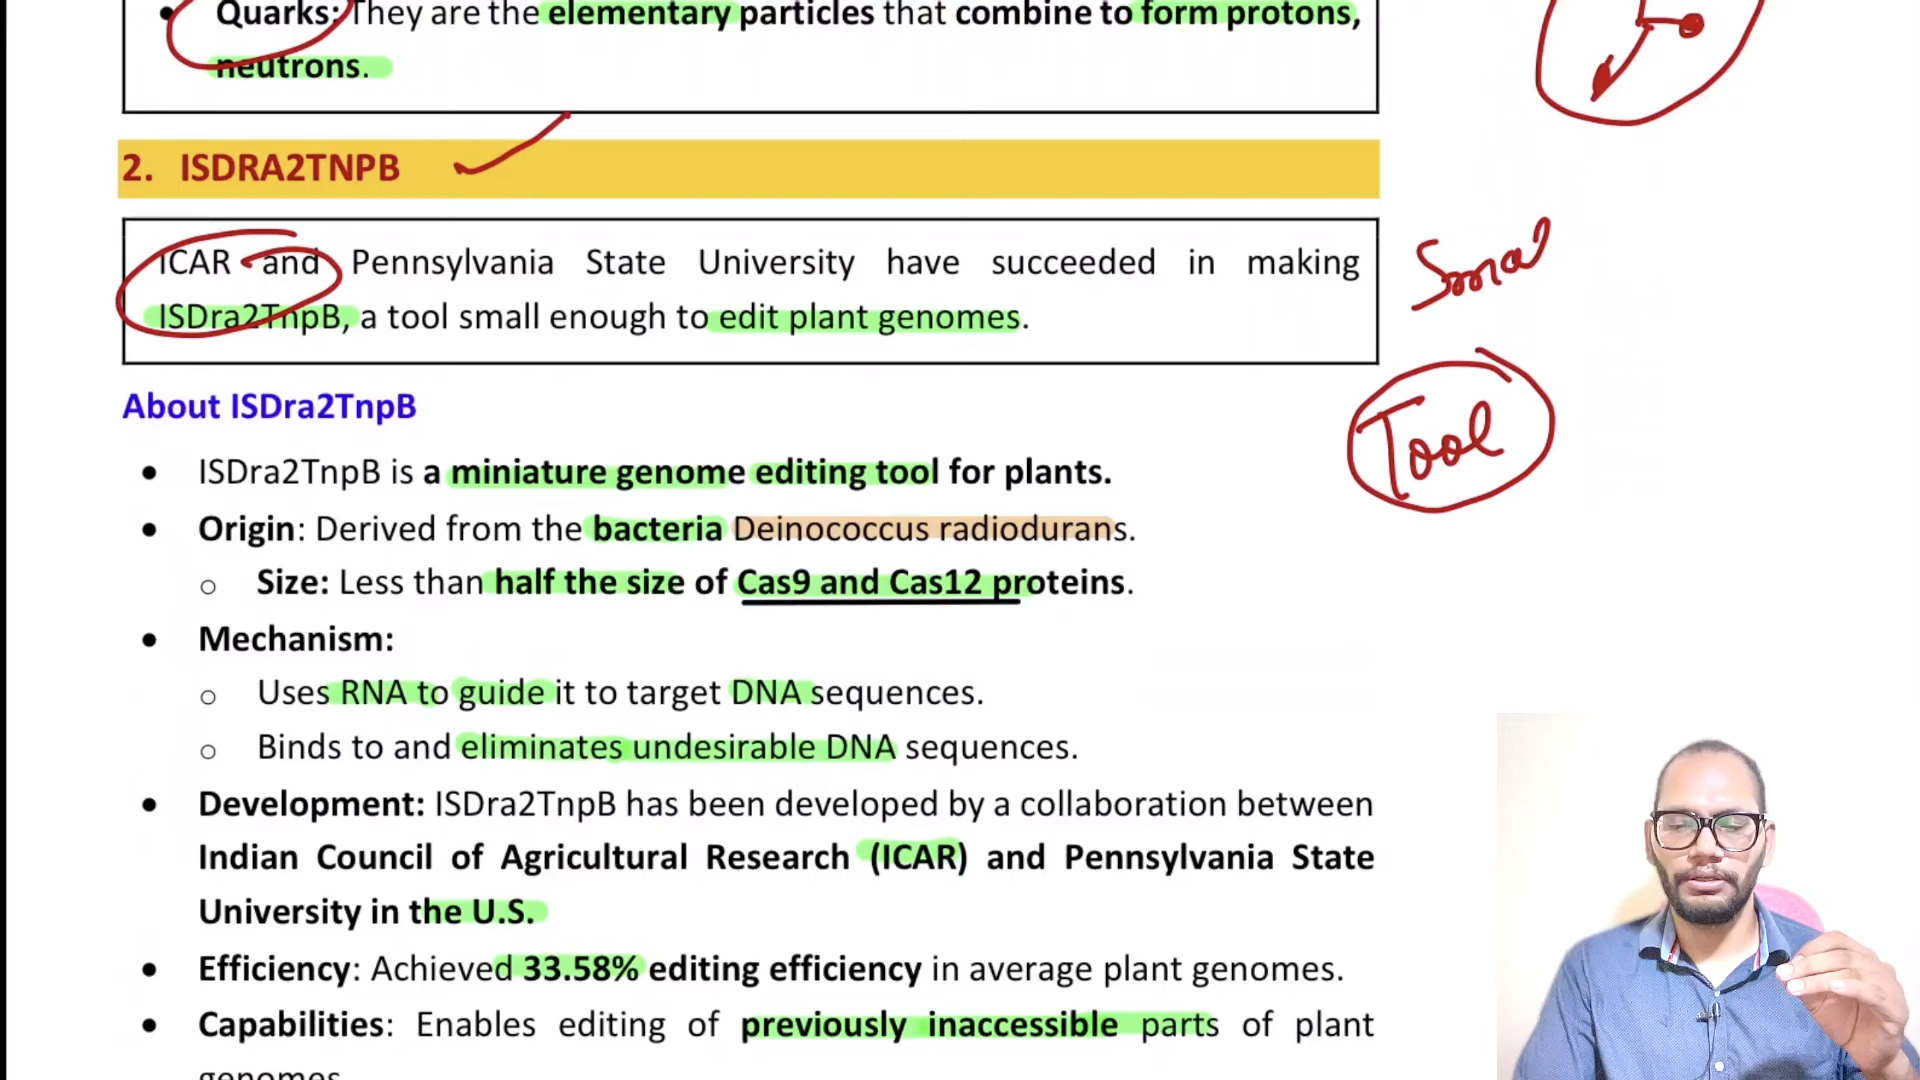 Quarks: They are the elementary particles that combine to form protons,
neutrons.
2. ISDRA2TNPB
ICAR and Pennsylvania State University have succeeded in making
ISDra2TnpB, a tool small enough to edit plant genomes.
Small
Tool
About ISDra2TnpB
ISDra2TnpB is a miniature genome editing tool for plants.
Origin: Derived from the bacteria Deinococcus radiodurans.
Size: Less than half the size of Cas9 and Cas12 proteins.
Mechanism:
Uses RNA to guide it to target DNA sequences.
Binds to and eliminates undesirable DNA sequences.
Development: ISDra2TnpB has been developed by a collaboration between
Indian Council of Agricultural Research (ICAR) and Pennsylvania State
University in the U.S.
Efficiency: Achieved 33.58% editing efficiency in average plant genomes.
Capabilities: Enables editing of previously inaccessible parts of plant
genomes.